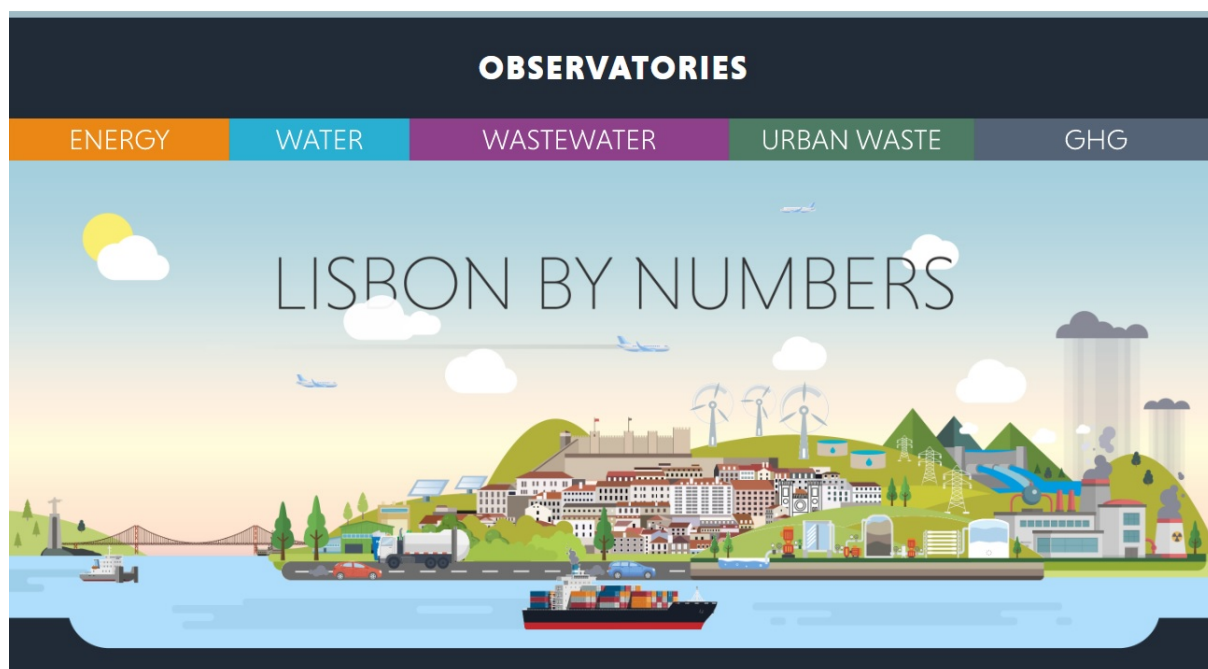 OBSERVATORIES
ENERGY WATER WASTEWATER URBAN WASTE GHG
LISBON BY NUMBERS